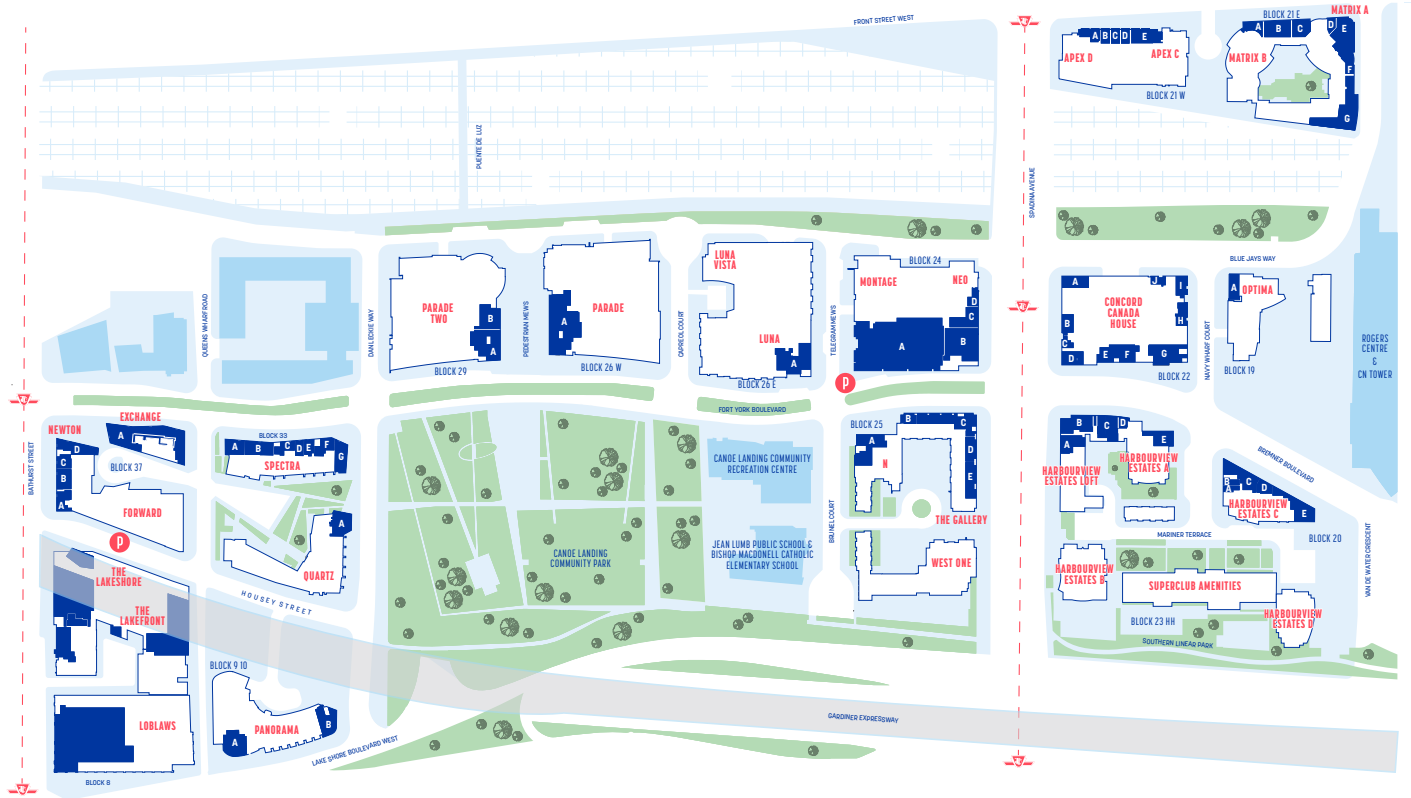 FRONT STREET WEST
PUENTE DE LUZ
SPADINA AVENUE
BLOCK 21 E
MATRIX A
A B C D E
F
G
MATRIX B
A B C D E
APEX D
APEX C
BLOCK 21 W
BLUE JAYS WAY
QUEENS WHARF ROAD
DAN LECKIE WAY
PARADE
TWO
B
A
BLOCK 29
PEDESTRIAN MEWS
A
PARADE
BLOCK 26 W
CAPREOL COURT
LUNA
VISTA
LUNA
A
BLOCK 26 E
TELEGRAM MEWS
BLOCK 24
MONTAGE
NEO
D
C
B
A
P
A
J
I
H
B
C
D
E F
G
CONCORD
CANADA
HOUSE
BLOCK 22
NAVY WHARF COURT
A
OPTIMA
BLOCK 19
ROGERS
CENTRE
&
CN TOWER
FORT YORK BOULEVARD
BATHURST STREET
NEWTON
EXCHANGE
A
D
C
B
A
BLOCK 37
FORWARD
BLOCK 33
A B C D E F
G
SPECTRA
A
QUARTZ
HOUSEY STREET
CANOE LANDING
COMMUNITY PARK
CANOE LANDING COMMUNITY
RECREATION CENTRE
JEAN LUMB PUBLIC SCHOOL &
BISHOP MACDONELL CATHOLIC
ELEMENTARY SCHOOL
BRUNEL COURT
BLOCK 25
A
B
C
D
E
N
THE GALLERY
WEST ONE
B C D
A
E
HARBOURVIEW
ESTATES LOFT
HARBOURVIEW
ESTATES A
BREMNER BOULEVARD
B
A
C D
E
HARBOURVIEW
ESTATES C
BLOCK 20
MARINER TERRACE
VAN DE WATER CRESCENT
HARBOURVIEW
ESTATES B
SUPERCLUB AMENITIES
HARBOURVIEW
ESTATES D
BLOCK 23 HH
SOUTHERN LINEAR PARK
P
THE
LAKESHORE
THE
LAKEFRONT
BLOCK 9 10
LOBLAWS
BLOCK 8
PANORAMA
A
B
LAKE SHORE BOULEVARD WEST
GARDINER EXPRESSWAY